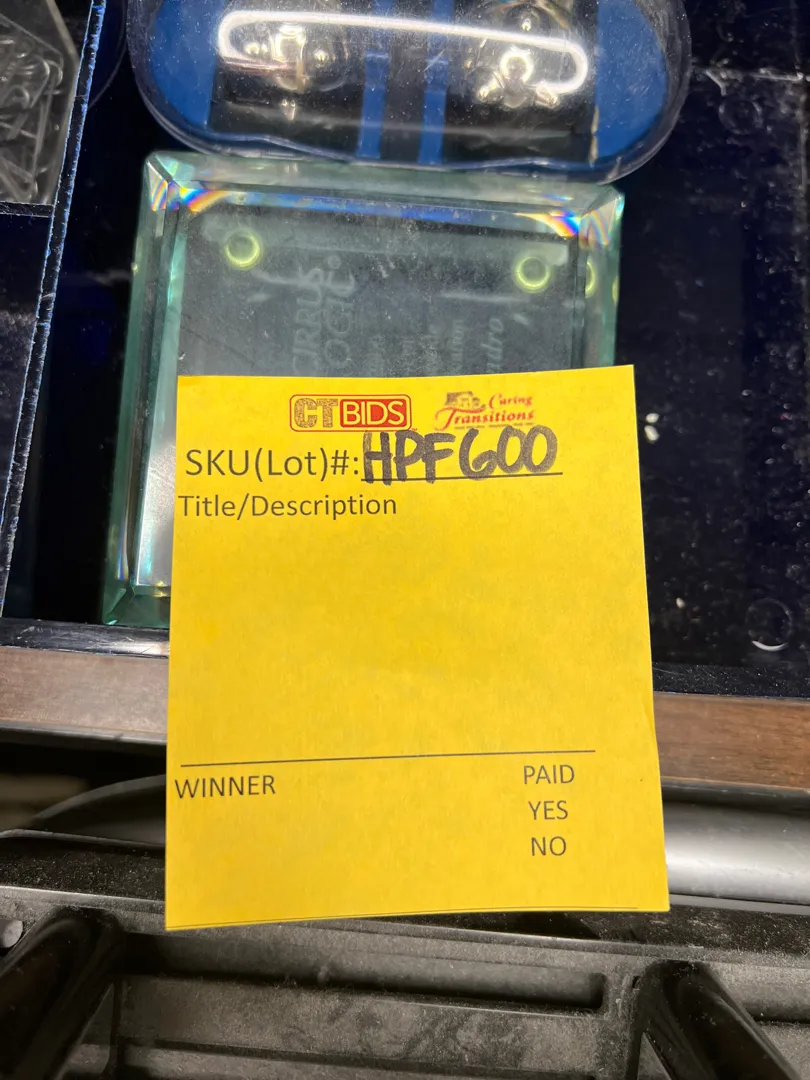 CIRRUS
LOGIC
CTBIDS
Caring
Transitions
SKU(Lot)#: HPF600
Title/Description
WINNER
PAID
YES
NO